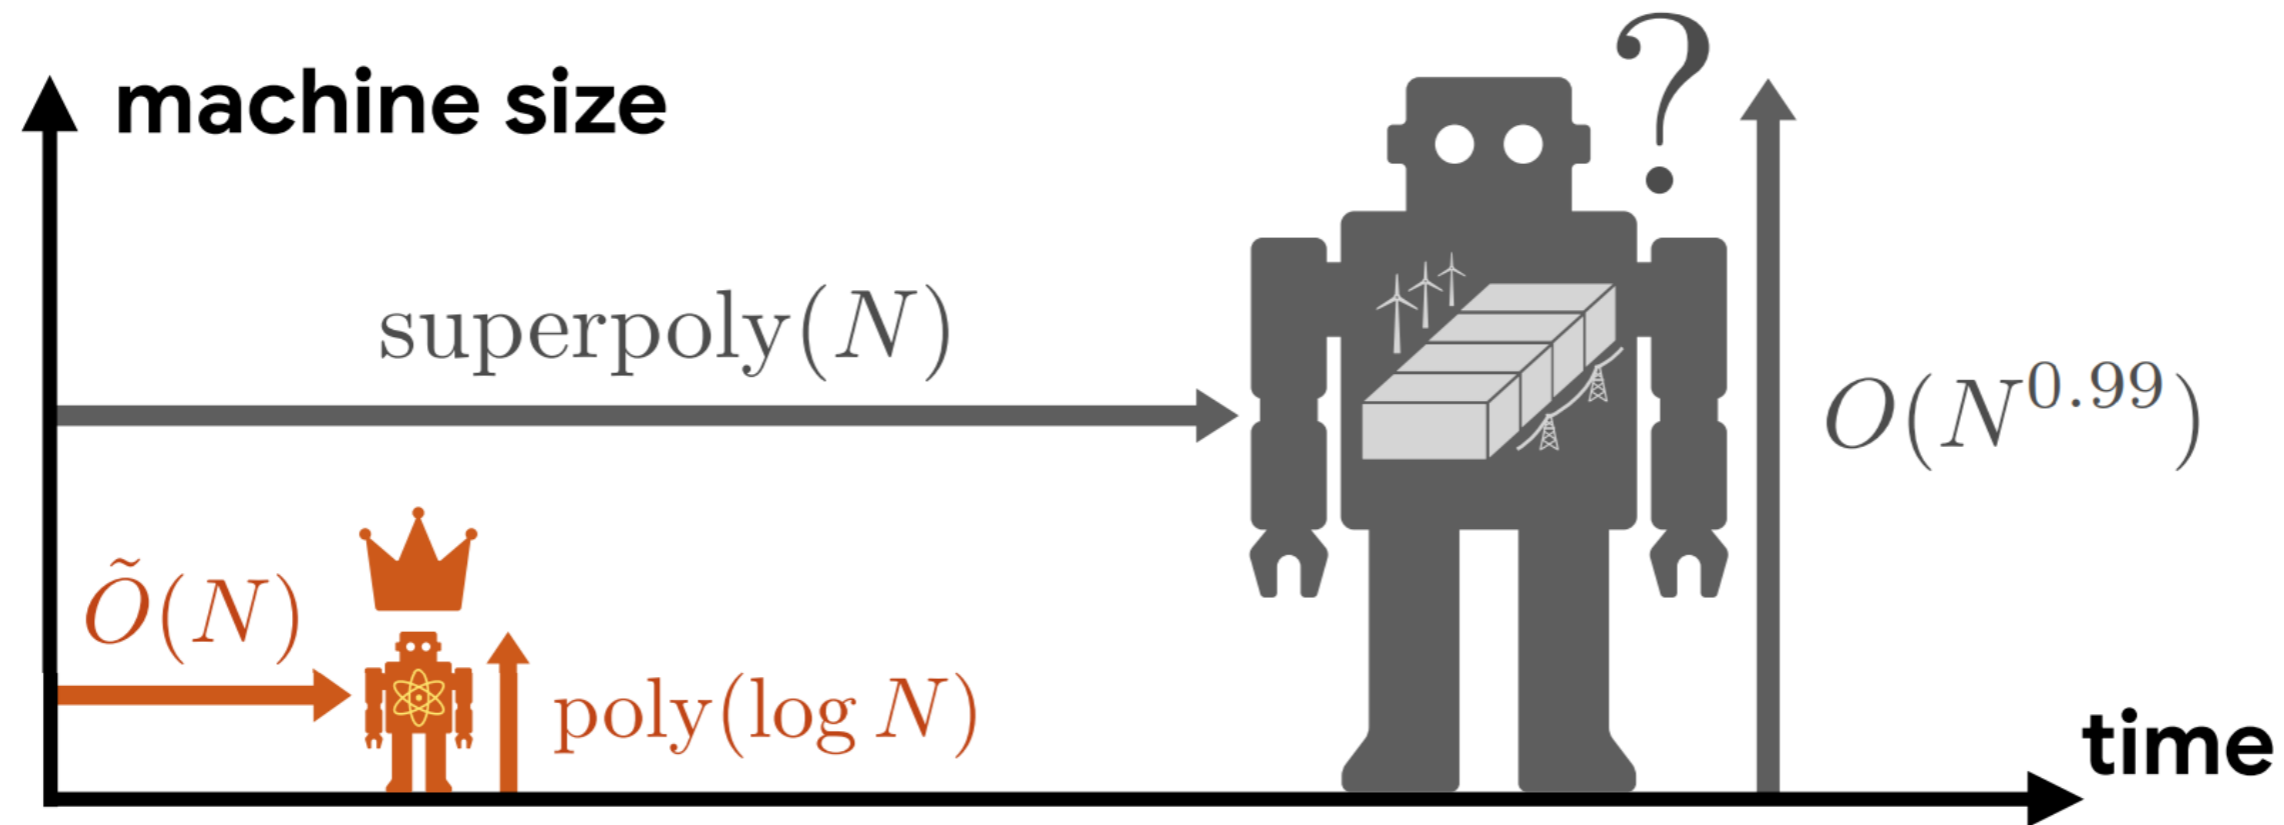 machine size
?
superpoly(N)
O(N^0.99)
Õ(N)
poly(log N)
time